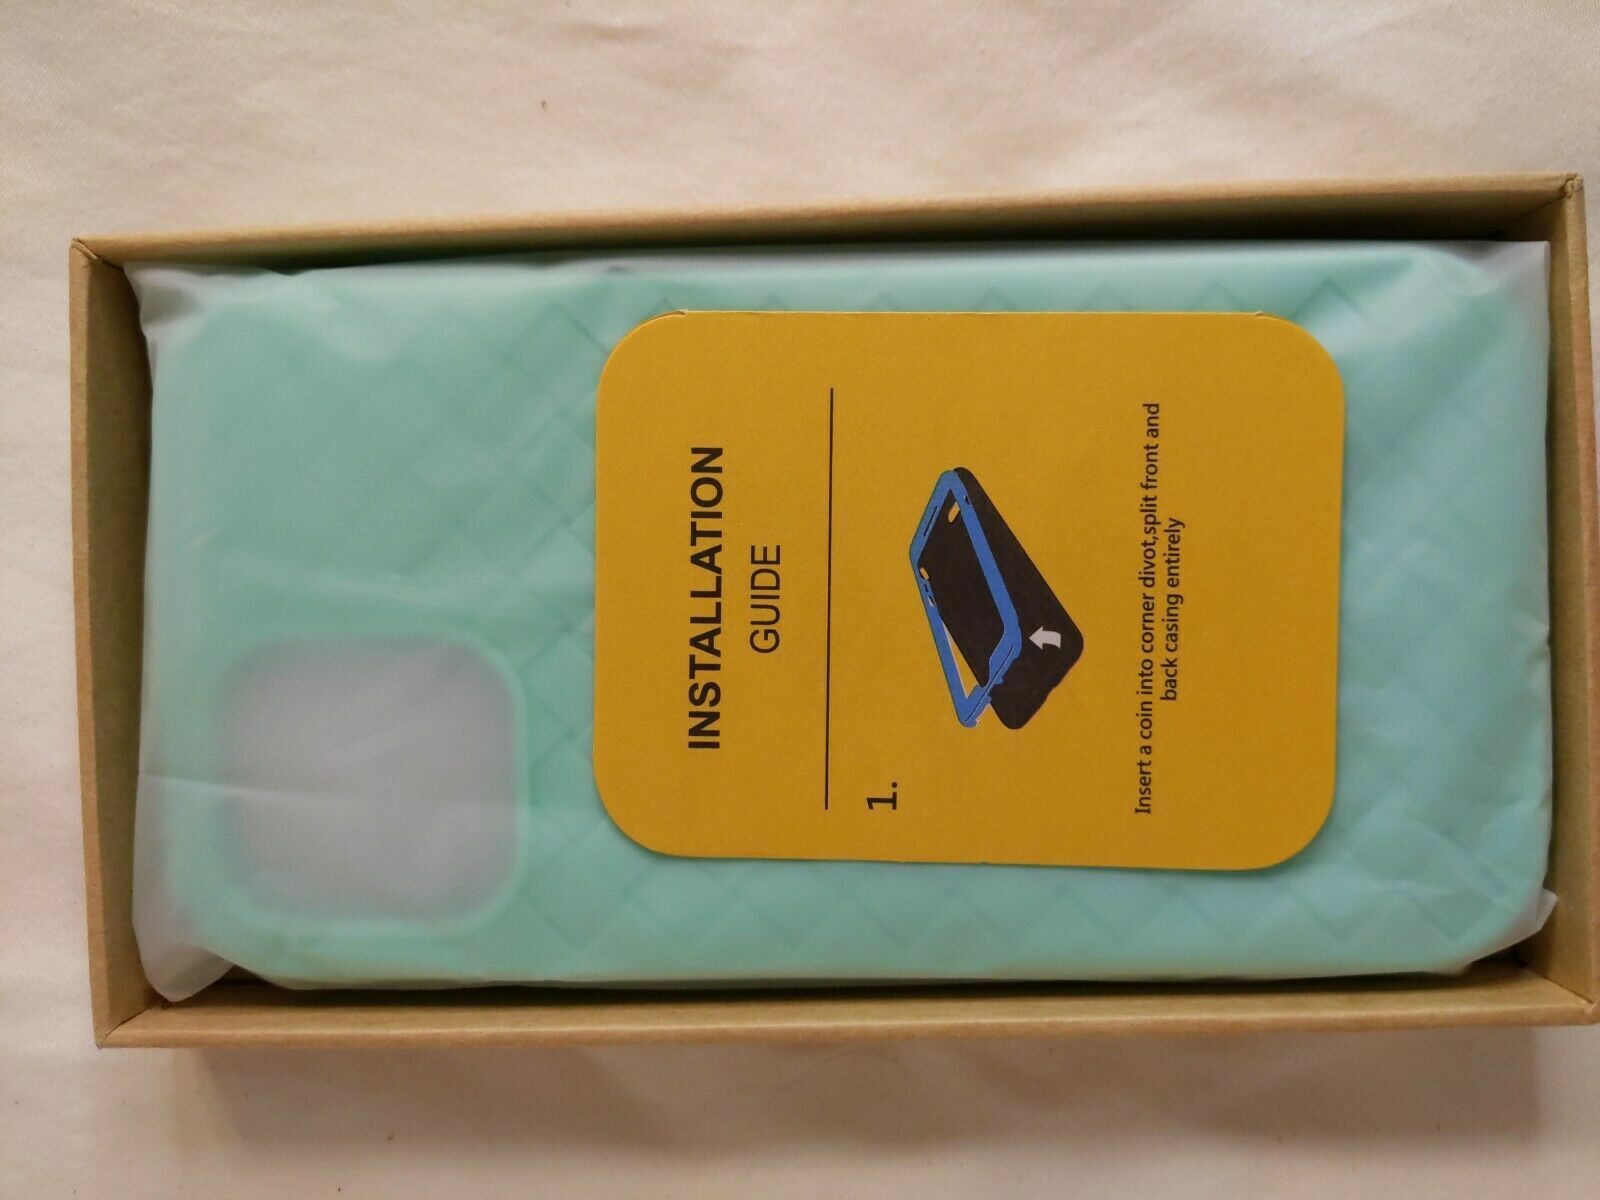 INSTALLATION
GUIDE
1.
Insert a coin into corner divot,split front and
back casing entirely